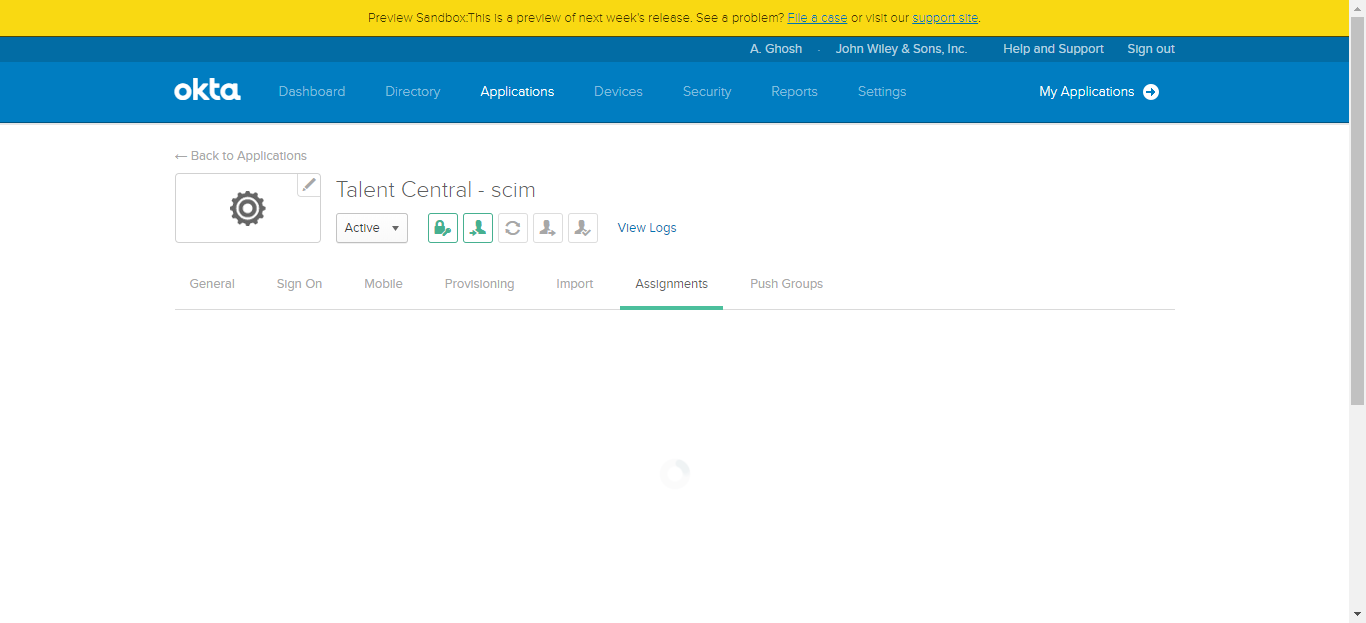 Preview Sandbox:This is a preview of next week's release. See a problem? File a case or visit our support site.
A. Ghosh · John Wiley & Sons, Inc. Help and Support Sign out
okta Dashboard Directory Applications Devices Security Reports Settings My Applications
← Back to Applications
Talent Central - scim
Active View Logs
General Sign On Mobile Provisioning Import Assignments Push Groups